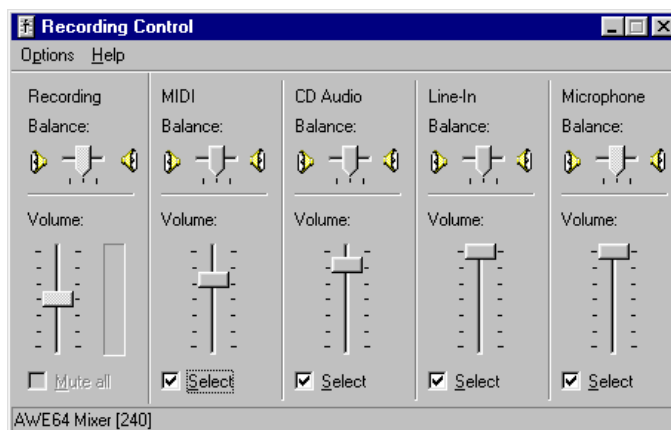 Recording Control
Options Help
Recording MIDI CD Audio Line-In Microphone
Balance: Balance: Balance: Balance: Balance:
Volume: Volume: Volume: Volume: Volume:
Mute all Select Select Select Select
AWE64 Mixer [240]